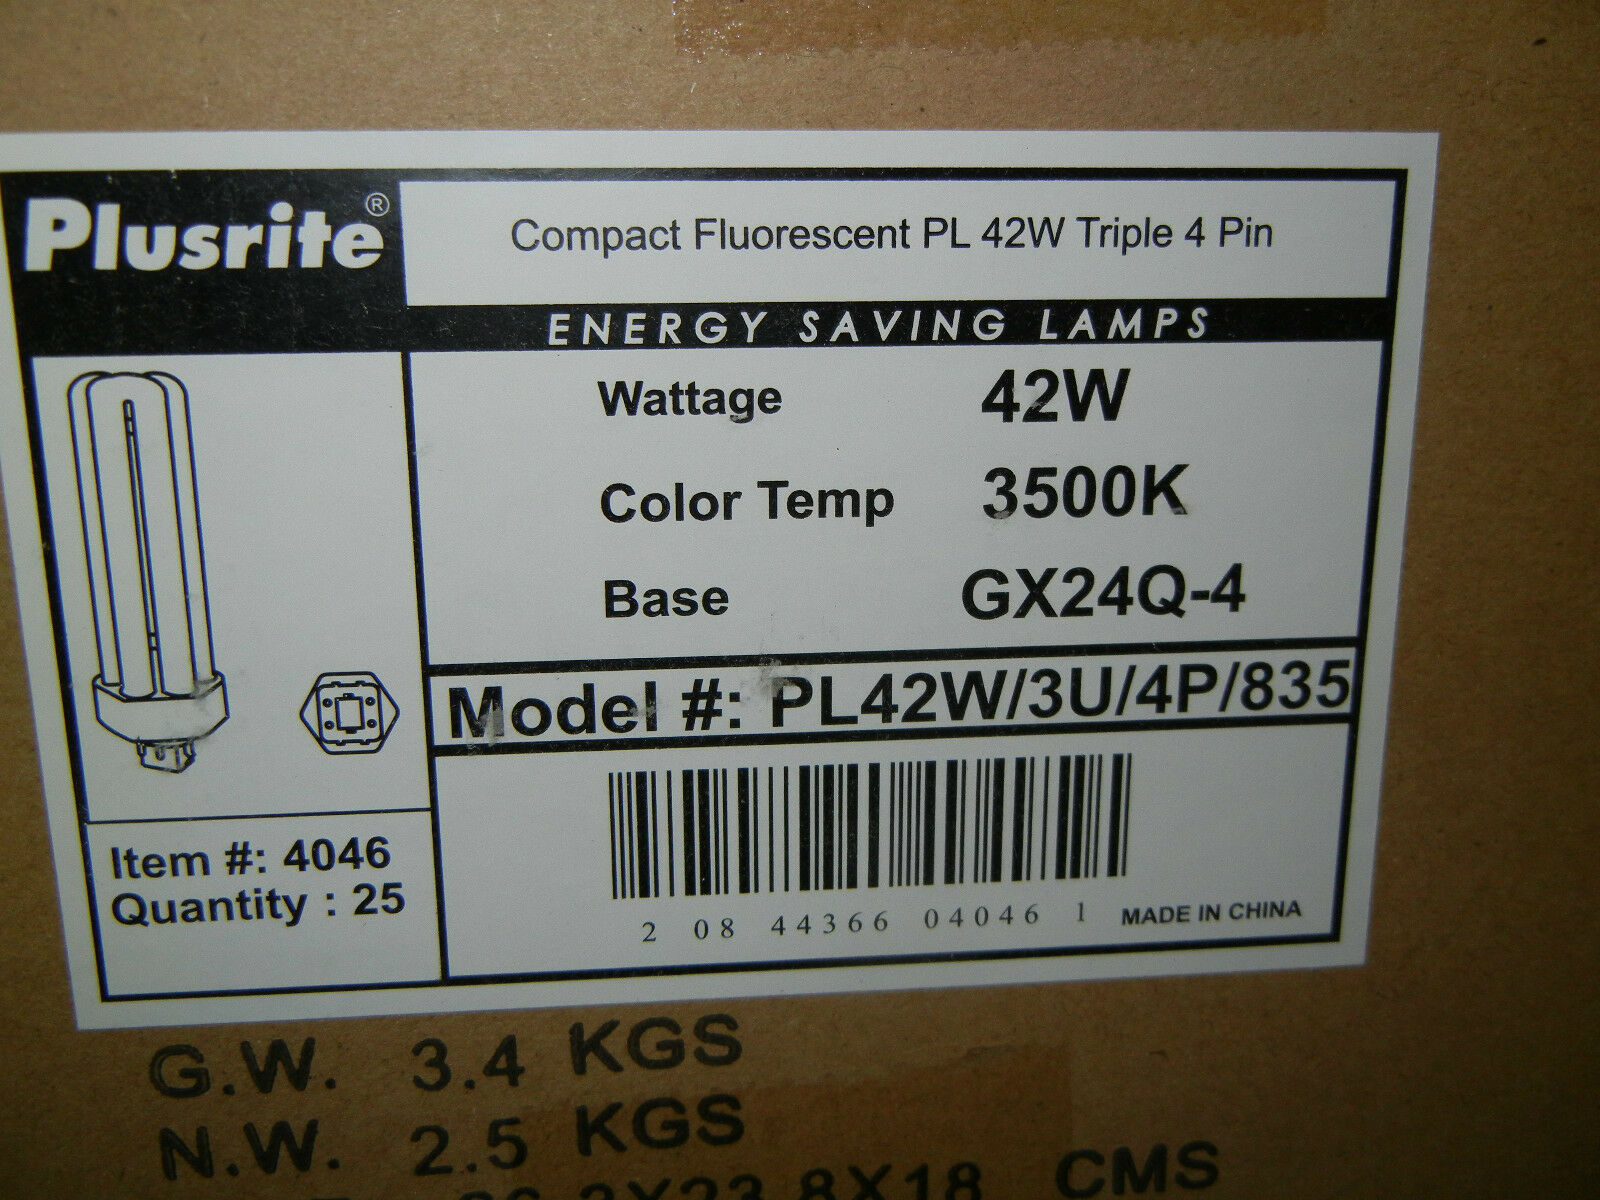 Plusrite®
Compact Fluorescent PL 42W Triple 4 Pin
ENERGY SAVING LAMPS
Wattage 42W
Color Temp 3500K
Base GX24Q-4
Model #: PL42W/3U/4P/835
Item #: 4046
Quantity : 25
2 08 44366 04046 1
MADE IN CHINA
G.W. 3.4 KGS
N.W. 2.5 KGS
CMS